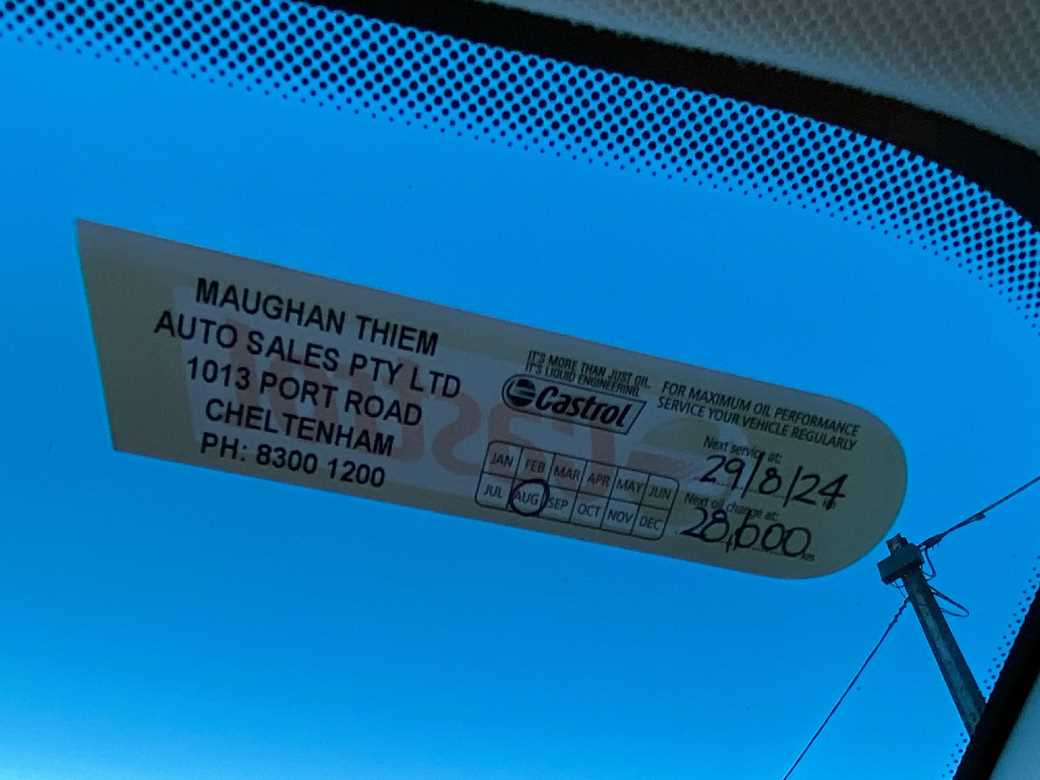 MAUGHAN THIEM
AUTO SALES PTY LTD
1013 PORT ROAD
CHELTENHAM
PH: 8300 1200
IT'S MORE THAN JUST OIL.
IT'S LIQUID ENGINEERING.
Castrol
FOR MAXIMUM OIL PERFORMANCE
SERVICE YOUR VEHICLE REGULARLY
JAN FEB MAR APR MAY JUN
JUL AUG SEP OCT NOV DEC
Next service at:
29/8/24
Next oil change at:
28,000 kms